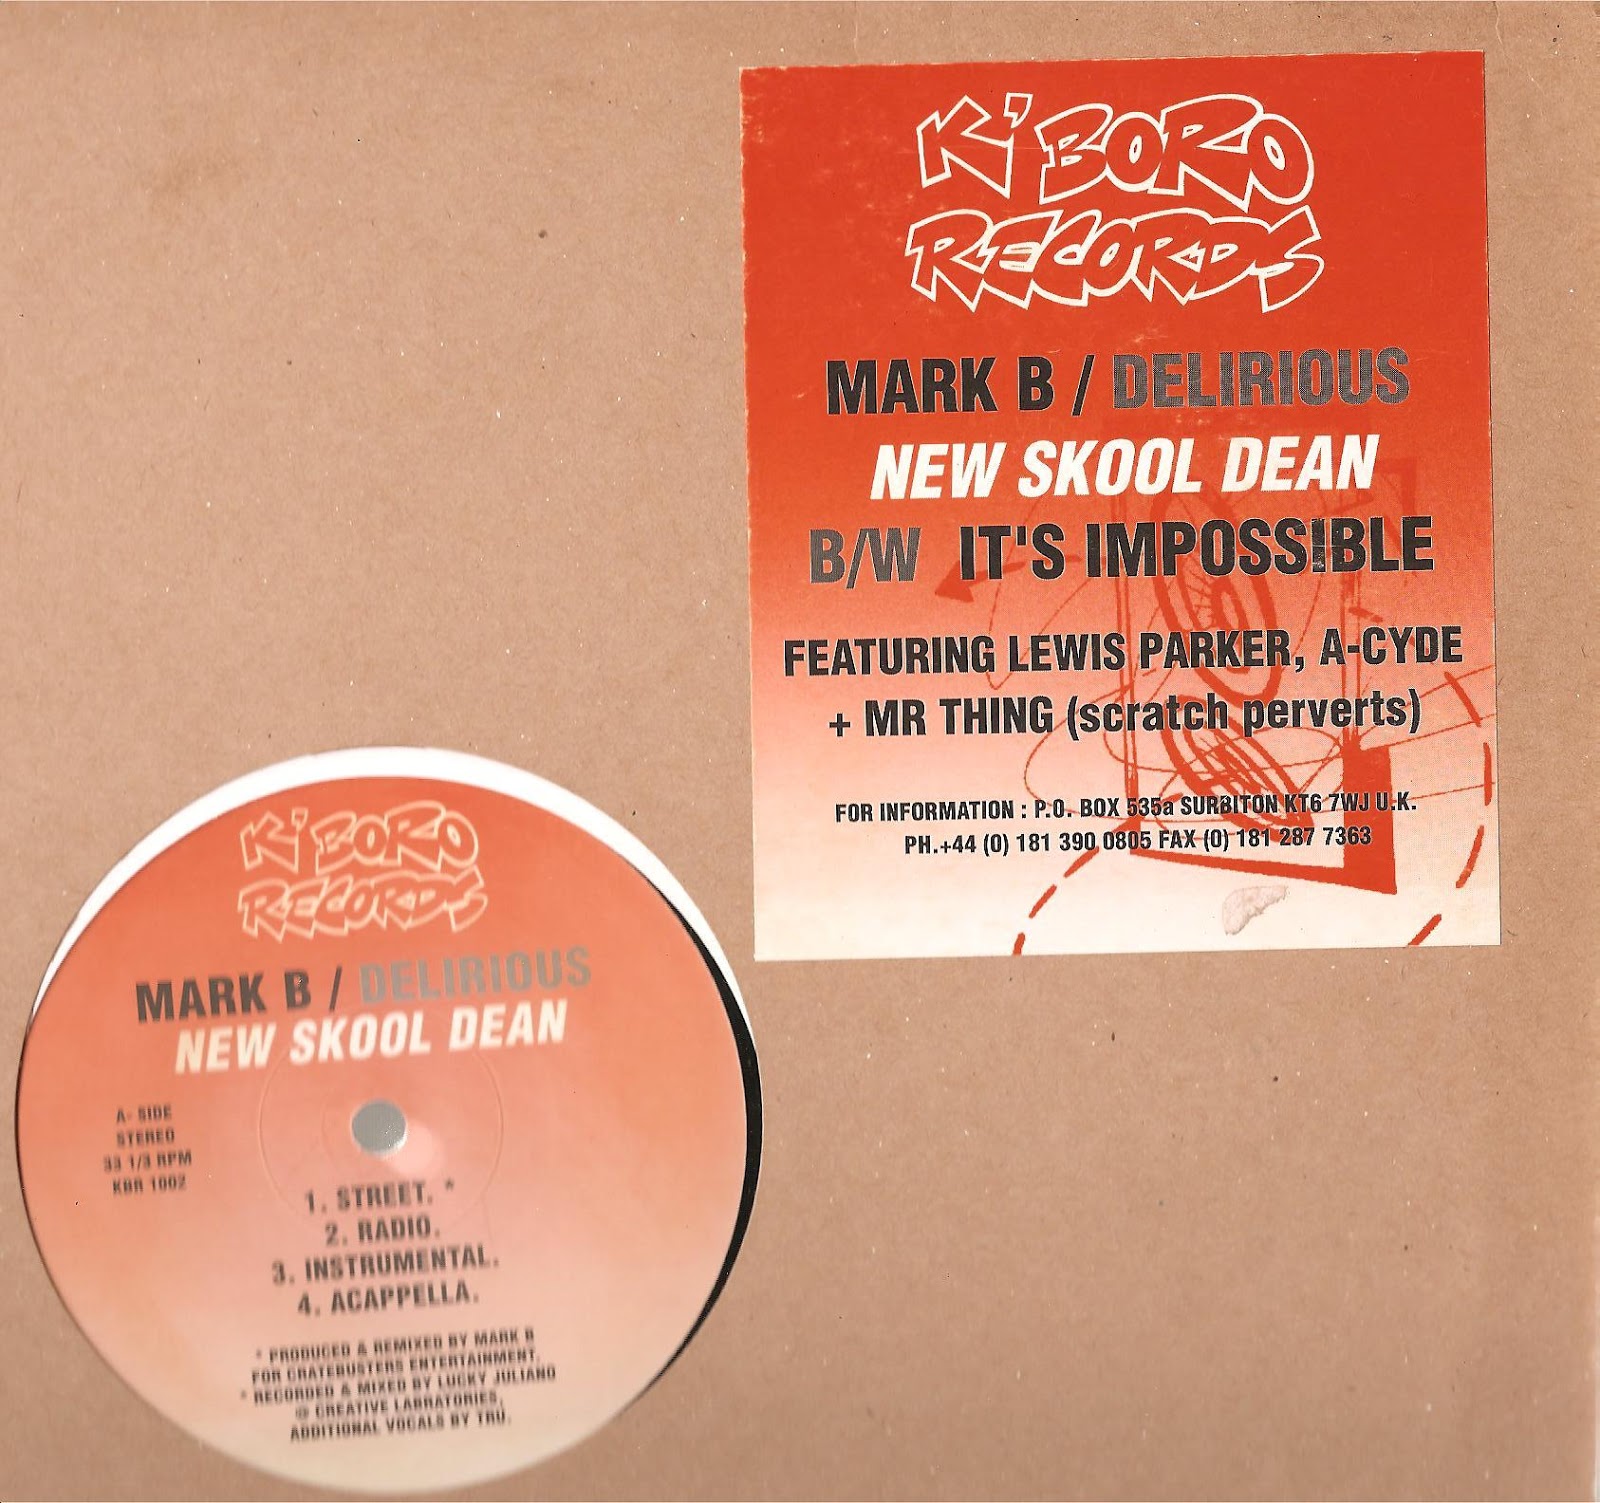 K'BORO
RECORDS
MARK B / DELIRIOUS
NEW SKOOL DEAN
B/W IT'S IMPOSSIBLE
FEATURING LEWIS PARKER, A-CYDE
+ MR THING (scratch perverts)
FOR INFORMATION : P.O. BOX 535a SURBITON KT6 7WJ U.K.
PH.+44 (0) 181 390 0805 FAX (0) 181 287 7363
K'BORO
RECORDS
MARK B / DELIRIOUS
NEW SKOOL DEAN
A- SIDE
STEREO
33 1/3 RPM
KBR 1002
1. STREET. *
2. RADIO.
3. INSTRUMENTAL.
4. ACAPPELLA.
* PRODUCED & REMIXED BY MARK B
FOR CRATEBUSTERS ENTERTAINMENT.
* RECORDED & MIXED BY LUCKY JULIANO
@ CREATIVE LABRATORIES,
ADDITIONAL VOCALS BY TRU.